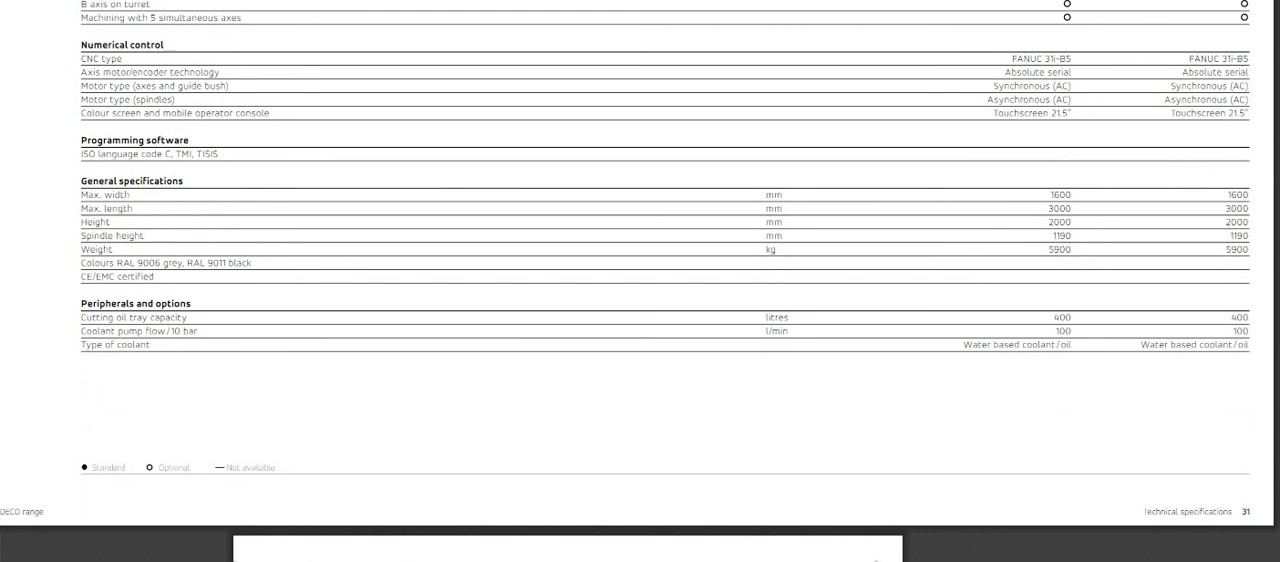 B axis on turret
Machining with 5 simultaneous axes
Numerical control
CNC type FANUC 31i-B5 FANUC 31i-B5
Axis motor/encoder technology Absolute serial Absolute serial
Motor type (axes and guide bush) Synchronous (AC) Synchronous (AC)
Motor type (spindles) Asynchronous (AC) Asynchronous (AC)
Colour screen and mobile operator console Touchscreen 21.5" Touchscreen 21.5"
Programming software
ISO language code C, TMI, TISIS
General specifications
Max. width mm 1600 1600
Max. length mm 3000 3000
Height mm 2000 2000
Spindle height mm 1190 1190
Weight kg 5900 5900
Colours RAL 9006 grey, RAL 9011 black
CE/EMC certified
Peripherals and options
Cutting oil tray capacity litres 400 400
Coolant pump flow/10 bar l/min 100 100
Type of coolant Water based coolant/oil Water based coolant/oil
Standard Optional Not available
DECO range Technical specifications 31